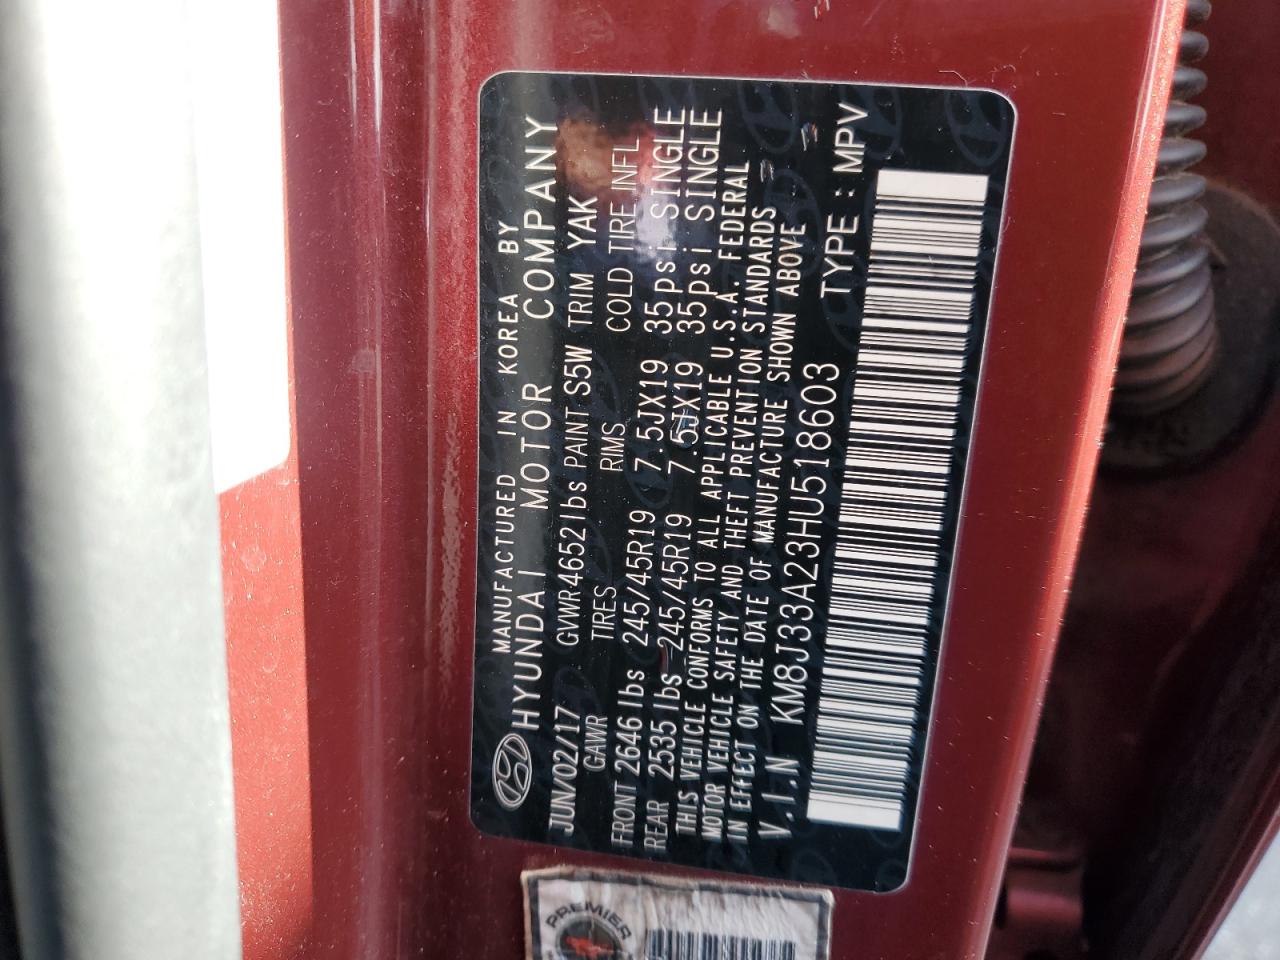 MANUFACTURED IN KOREA BY
HYUNDAI MOTOR COMPANY
JUN/02/17 GVWR 4652 lbs PAINT S5W TRIM YAK
GAWR TIRES RIMS COLD TIRE INFL
FRONT 2646 lbs 245/45R19 7.5JX19 35psi SINGLE
REAR 2535 lbs 245/45R19 7.5JX19 35psi SINGLE
THIS VEHICLE CONFORMS TO ALL APPLICABLE U.S.A. FEDERAL
MOTOR VEHICLE SAFETY AND THEFT PREVENTION STANDARDS
IN EFFECT ON THE DATE OF MANUFACTURE SHOWN ABOVE
V.I.N KM8J33A23HU518603 TYPE : MPV
PREMIER